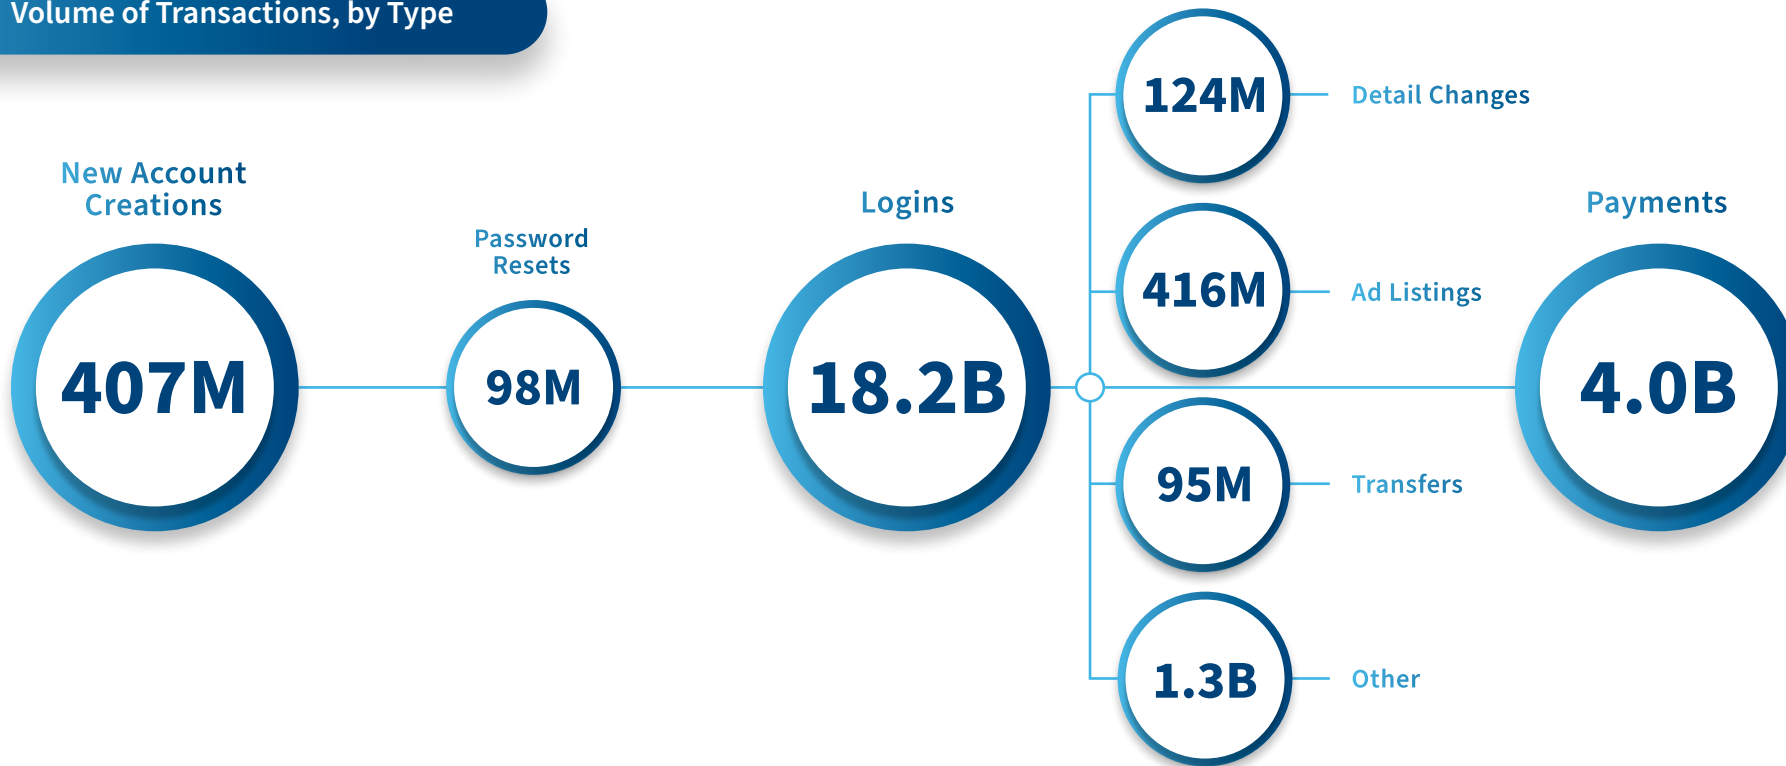 Volume of Transactions, by Type
New Account
Creations
407M
Password
Resets
98M
Logins
18.2B
124M
Detail Changes
416M
Ad Listings
95M
Transfers
1.3B
Other
Payments
4.0B